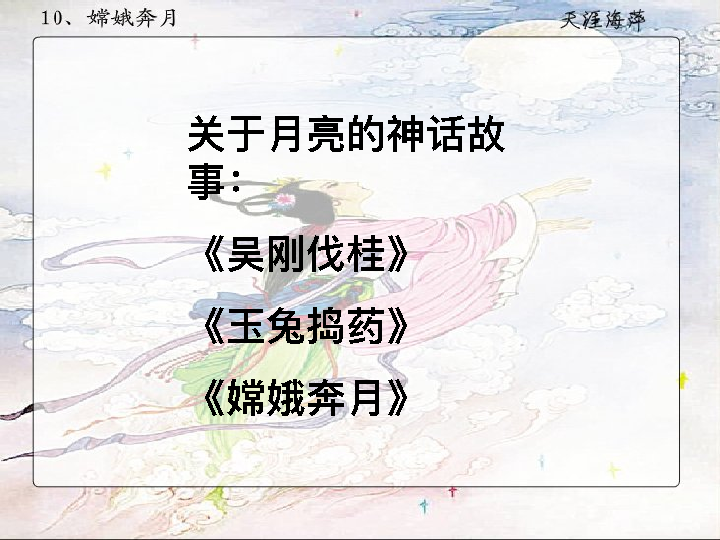 10、嫦娥奔月
天涯海萍
关于月亮的神话故
事：
《吴刚伐桂》
《玉兔捣药》
《嫦娥奔月》